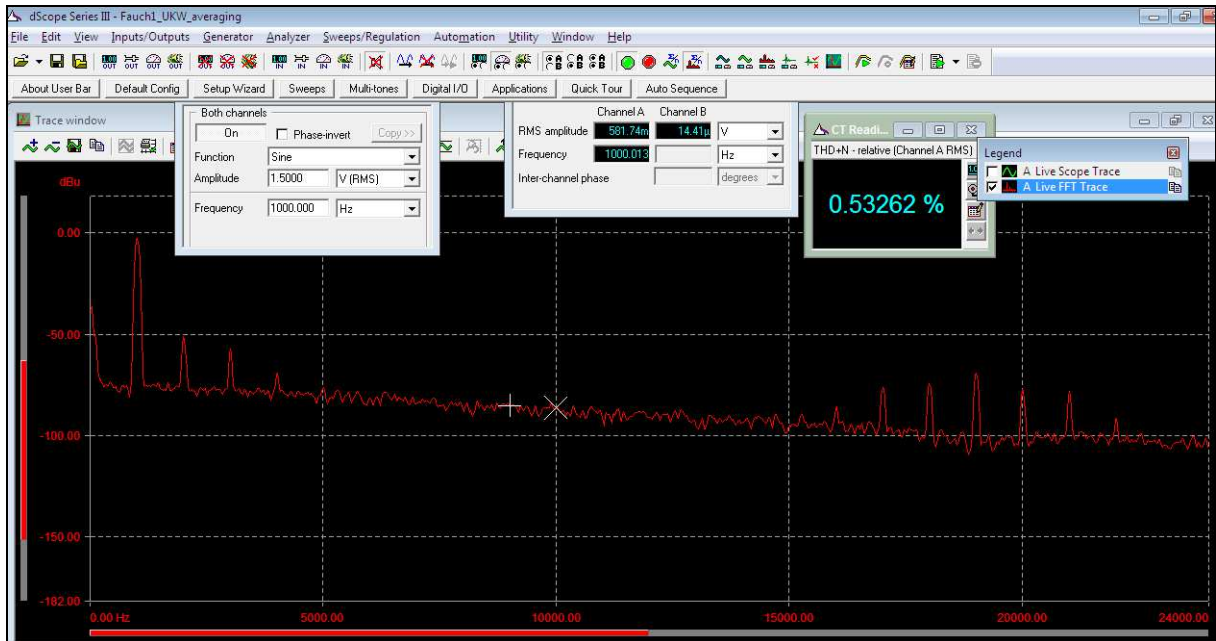 dScope Series III - Fauch1_UKW_averaging
File Edit View Inputs/Outputs Generator Analyzer Sweeps/Regulation Automation Utility Window Help
About User Bar Default Config Setup Wizard Sweeps Multi-tones Digital I/O Applications Quick Tour Auto Sequence
Trace window
Both channels
On Phase-invert Copy >>
Function Sine
Amplitude 1.5000 V (RMS)
Frequency 1000.000 Hz
Channel A Channel B
RMS amplitude 581.74m 14.41µ V
Frequency 1000.013 Hz
Inter-channel phase degrees
CT Readi...
THD+N - relative (Channel A RMS)
0.53262 %
Legend
A Live Scope Trace
A Live FFT Trace
dBu
0.00
-50.00
-100.00
-150.00
-182.00
0.00 Hz 5000.00 10000.00 15000.00 20000.00 24000.00